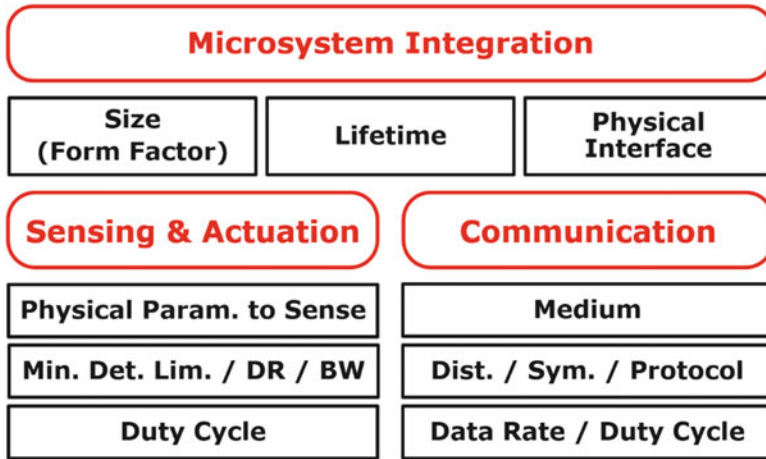 Microsystem Integration
Size
(Form Factor)
Lifetime
Physical
Interface
Sensing & Actuation
Communication
Physical Param. to Sense
Medium
Min. Det. Lim. / DR / BW
Dist. / Sym. / Protocol
Duty Cycle
Data Rate / Duty Cycle